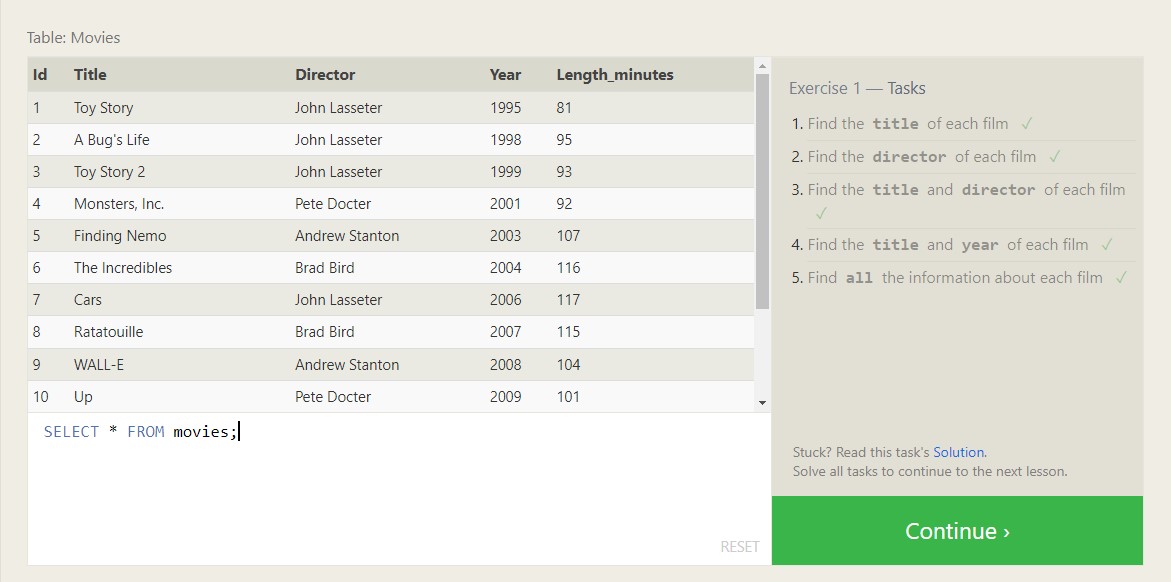 Table: Movies
Id Title Director Year Length_minutes
1 Toy Story John Lasseter 1995 81
2 A Bug's Life John Lasseter 1998 95
3 Toy Story 2 John Lasseter 1999 93
4 Monsters, Inc. Pete Docter 2001 92
5 Finding Nemo Andrew Stanton 2003 107
6 The Incredibles Brad Bird 2004 116
7 Cars John Lasseter 2006 117
8 Ratatouille Brad Bird 2007 115
9 WALL-E Andrew Stanton 2008 104
10 Up Pete Docter 2009 101
SELECT * FROM movies;
RESET
Exercise 1 — Tasks
1. Find the title of each film ✓
2. Find the director of each film ✓
3. Find the title and director of each film
✓
4. Find the title and year of each film ✓
5. Find all the information about each film ✓
Stuck? Read this task's Solution.
Solve all tasks to continue to the next lesson.
Continue ›